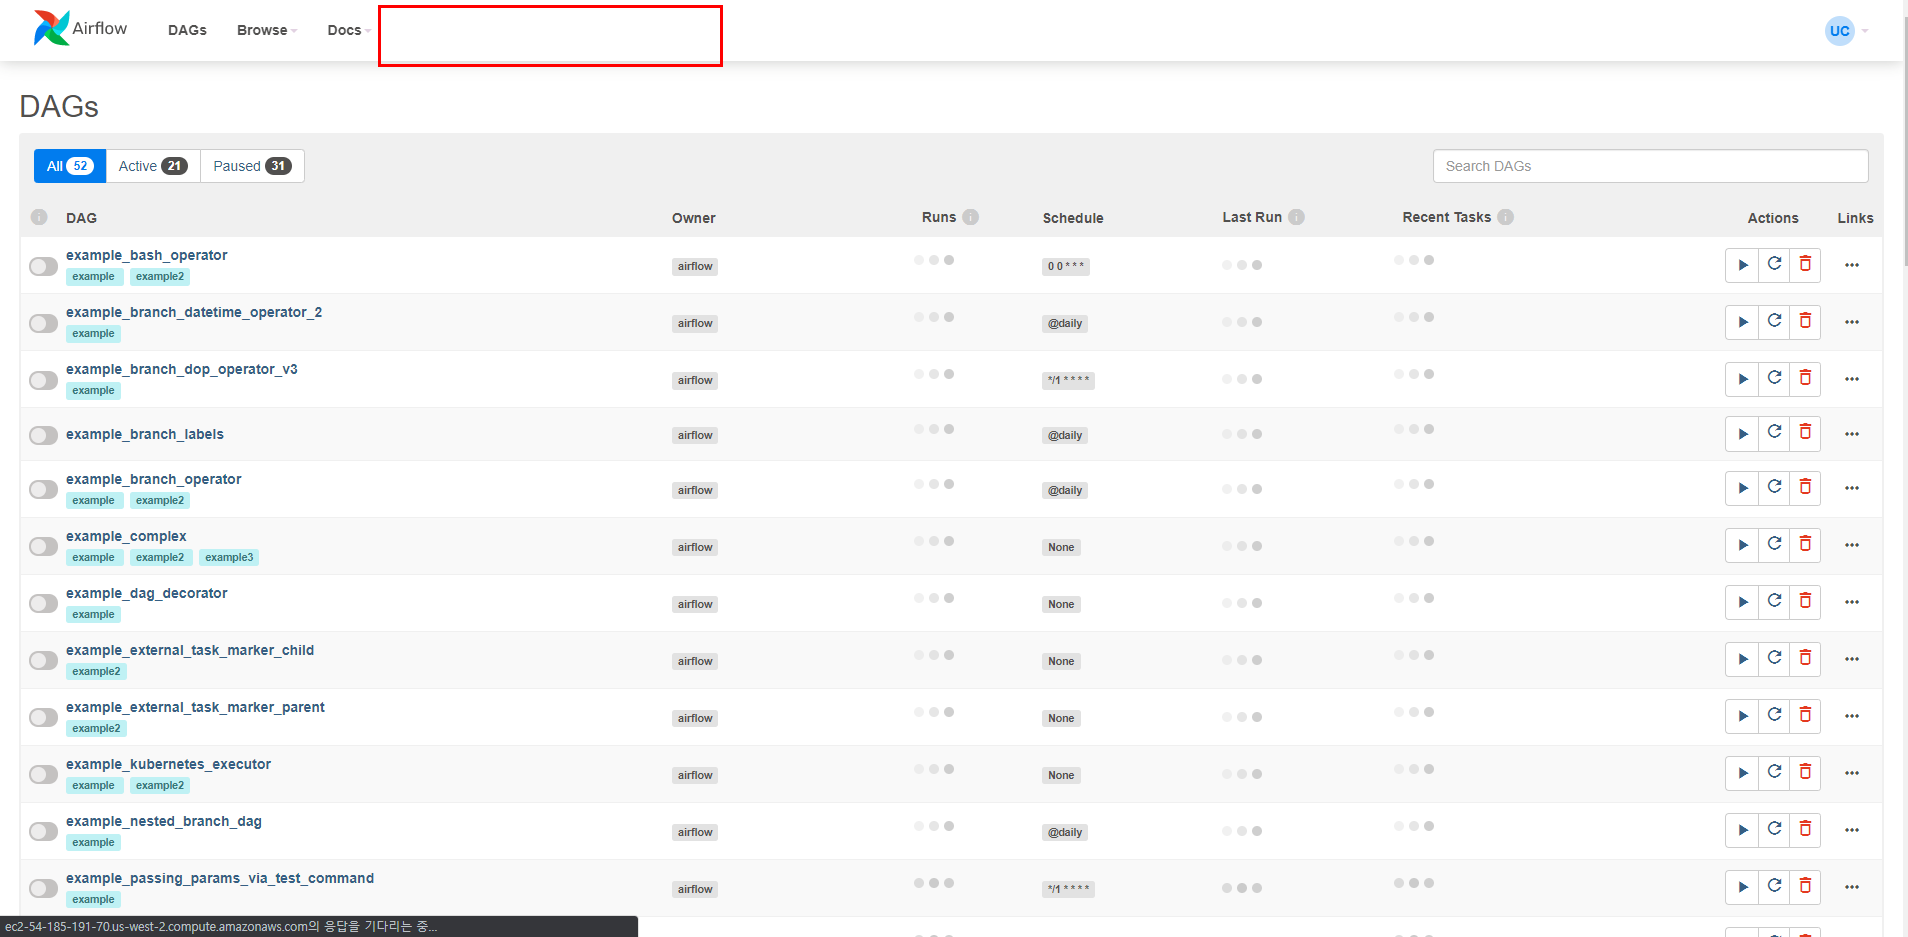 Airflow DAGs Browse Docs UC
DAGs
All 52 Active 21 Paused 31 Search DAGs
i DAG Owner Runs i Schedule Last Run i Recent Tasks i Actions Links
example_bash_operator
example example2 airflow 0 0 * * *
example_branch_datetime_operator_2
example airflow @daily
example_branch_dop_operator_v3
example airflow */1 * * * *
example_branch_labels airflow @daily
example_branch_operator
example example2 airflow @daily
example_complex
example example2 example3 airflow None
example_dag_decorator
example airflow None
example_external_task_marker_child
example2 airflow None
example_external_task_marker_parent
example2 airflow None
example_kubernetes_executor
example example2 airflow None
example_nested_branch_dag
example airflow @daily
example_passing_params_via_test_command
example airflow */1 * * * *
ec2-54-185-191-70.us-west-2.compute.amazonaws.com의 응답을 기다리는 중...